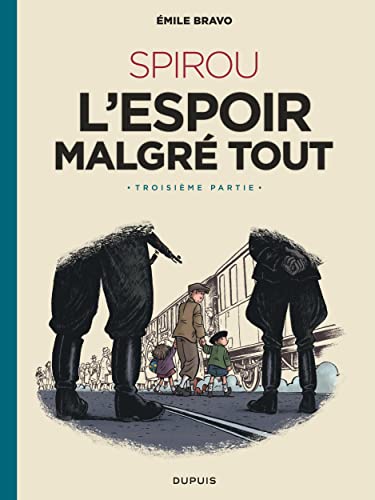 ÉMILE BRAVO
SPIROU
L'ESPOIR
MALGRÉ TOUT
• TROISIÈME PARTIE •
DUPUIS